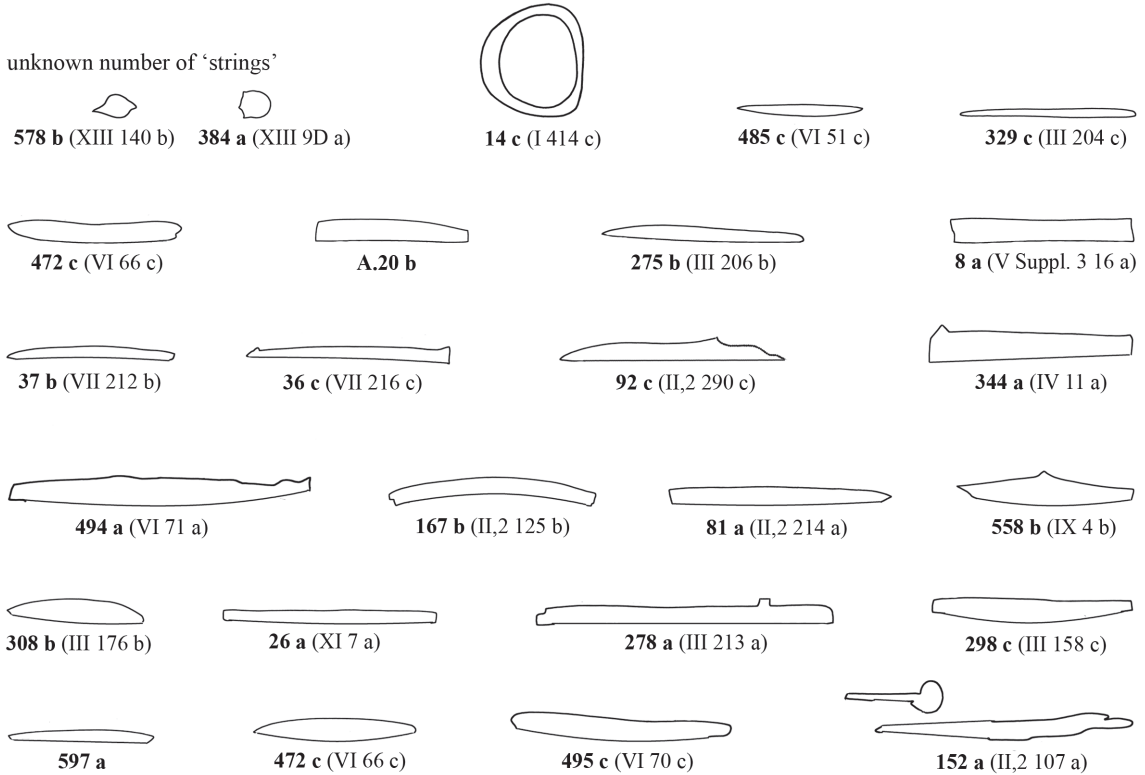 unknown number of ‘strings’
578 b (XIII 140 b) 384 a (XIII 9D a) 14 c (I 414 c) 485 c (VI 51 c) 329 c (III 204 c)
472 c (VI 66 c) A.20 b 275 b (III 206 b) 8 a (V Suppl. 3 16 a)
37 b (VII 212 b) 36 c (VII 216 c) 92 c (II,2 290 c) 344 a (IV 11 a)
494 a (VI 71 a) 167 b (II,2 125 b) 81 a (II,2 214 a) 558 b (IX 4 b)
308 b (III 176 b) 26 a (XI 7 a) 278 a (III 213 a) 298 c (III 158 c)
597 a 472 c (VI 66 c) 495 c (VI 70 c) 152 a (II,2 107 a)